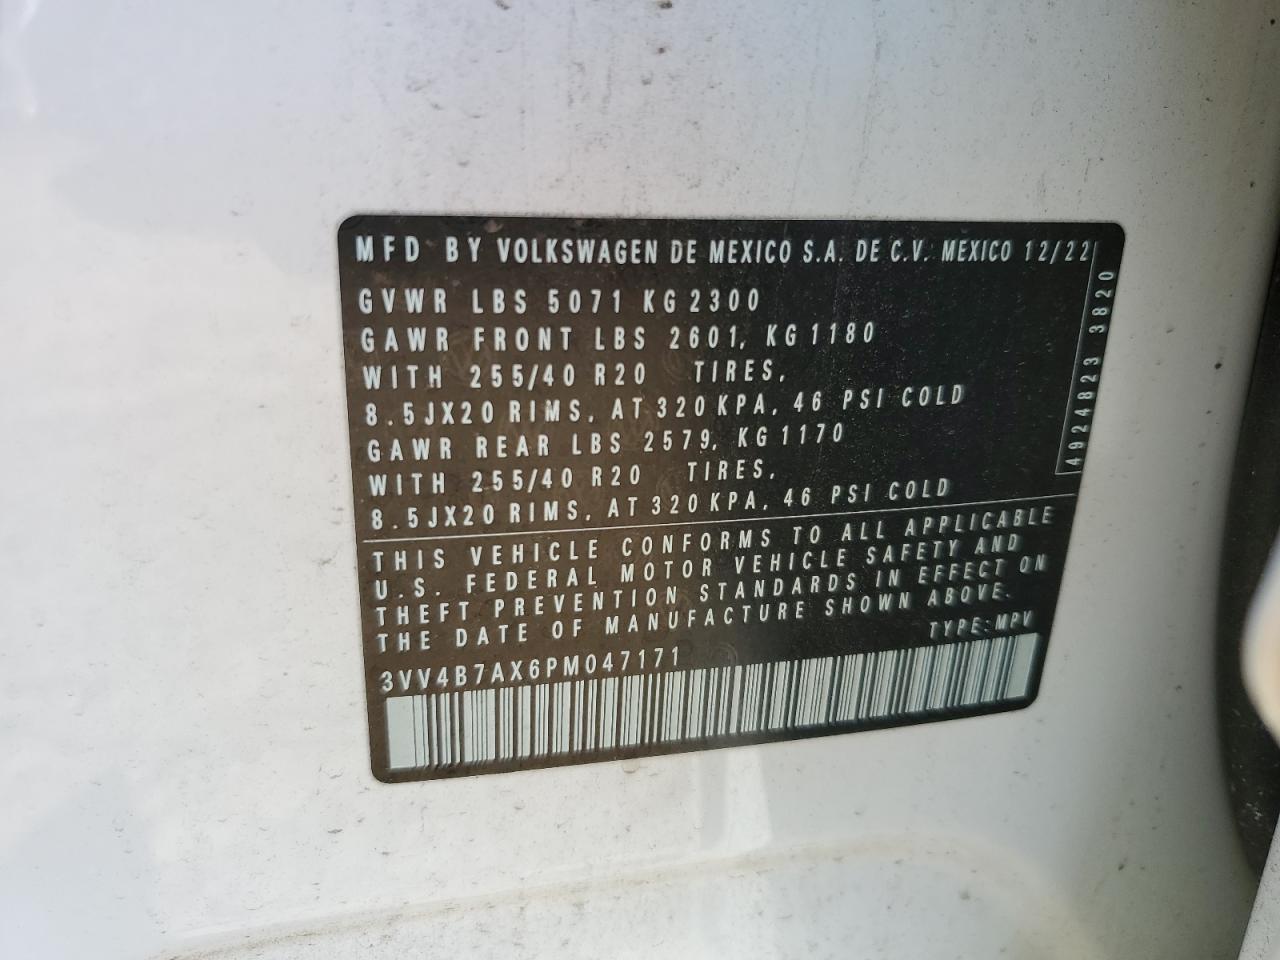 MFD BY VOLKSWAGEN DE MEXICO S.A. DE C.V. MEXICO 12/22
GVWR LBS 5071 KG 2300
GAWR FRONT LBS 2601, KG 1180
WITH 255/40 R20 TIRES,
8.5JX20 RIMS, AT 320 KPA, 46 PSI COLD
GAWR REAR LBS 2579, KG 1170
WITH 255/40 R20 TIRES,
8.5JX20 RIMS, AT 320 KPA, 46 PSI COLD
4924823 3820
THIS VEHICLE CONFORMS TO ALL APPLICABLE
U.S. FEDERAL MOTOR VEHICLE SAFETY AND
THEFT PREVENTION STANDARDS IN EFFECT ON
THE DATE OF MANUFACTURE SHOWN ABOVE.
TYPE: MPV
3VV4B7AX6PM047171